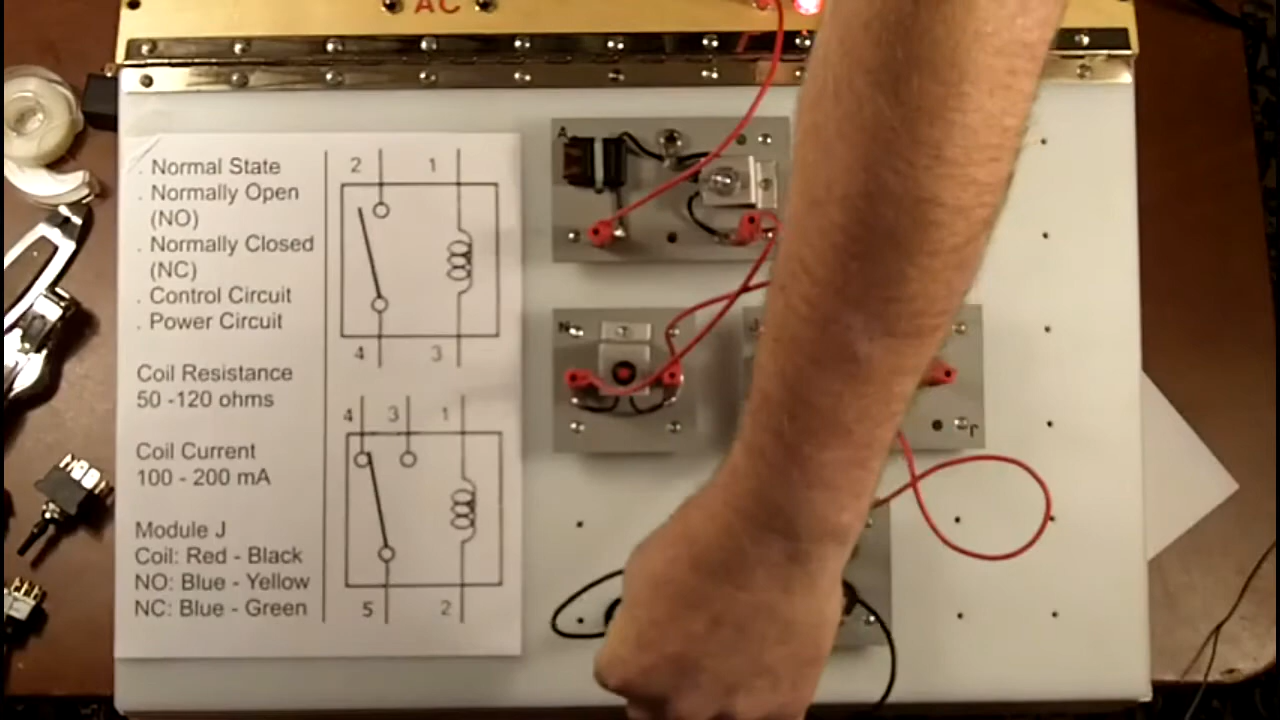 AC
. Normal State
. Normally Open
(NO)
. Normally Closed
(NC)
. Control Circuit
. Power Circuit
Coil Resistance
50 -120 ohms
Coil Current
100 - 200 mA
Module J
Coil: Red - Black
NO: Blue - Yellow
NC: Blue - Green
2 1
4 3
4 3 1
5 2
A
N
J